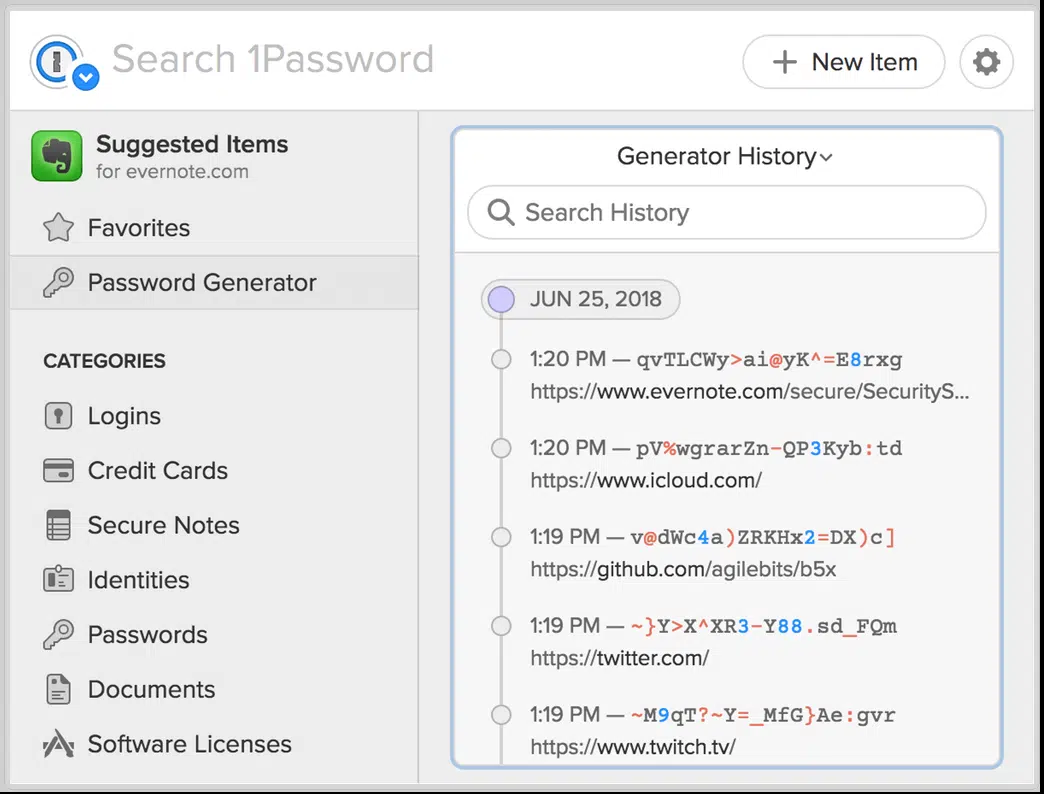 Search 1Password
+ New Item
Suggested Items
for evernote.com
Favorites
Password Generator
CATEGORIES
Logins
Credit Cards
Secure Notes
Identities
Passwords
Documents
Software Licenses
Generator History
Search History
JUN 25, 2018
1:20 PM — qvTLCWy>ai@yK^=E8rxg
https://www.evernote.com/secure/SecurityS...
1:20 PM — pV%wgrarZn-QP3Kyb:td
https://www.icloud.com/
1:19 PM — v@dWc4a)ZRKHx2=DX)c]
https://github.com/agilebits/b5x
1:19 PM — ~}Y>X^XR3-Y88.sd_FQm
https://twitter.com/
1:19 PM — ~M9qT?~Y=_MfG}Ae:gvr
https://www.twitch.tv/